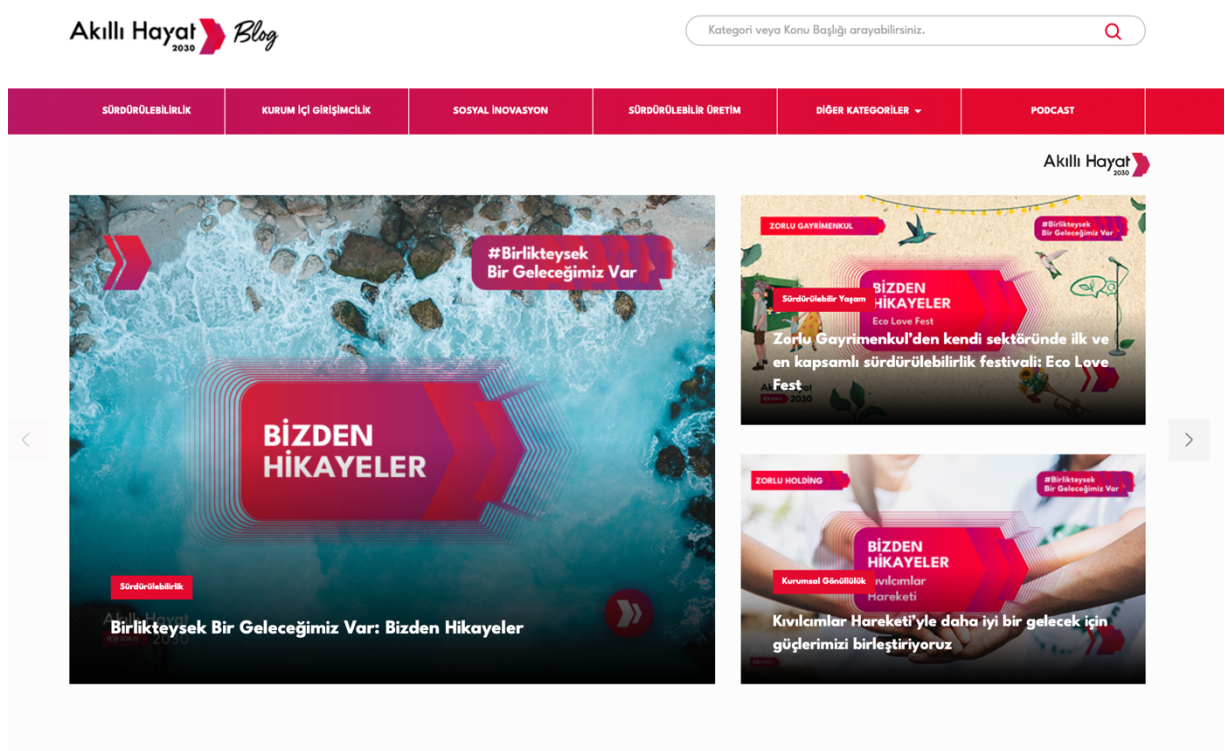 Akıllı Hayat
2030
Blog
Kategori veya Konu Başlığı arayabilirsiniz.
SÜRDÜRÜLEBİLİRLİK
KURUM İÇİ GİRİŞİMCİLİK
SOSYAL İNOVASYON
SÜRDÜRÜLEBİLİR ÜRETİM
DİĞER KATEGORİLER
PODCAST
Akıllı Hayat
2030
#Birlikteysek
Bir Geleceğimiz Var
BİZDEN
HİKAYELER
Sürdürülebilirlik
Akıllı Hayat
2030
Birlikteysek Bir Geleceğimiz Var: Bizden Hikayeler
ZORLU GAYRİMENKUL
#Birlikteysek
Bir Geleceğimiz Var
BİZDEN
HİKAYELER
Eco Love Fest
Sürdürülebilir Yaşam
Zorlu Gayrimenkul’den kendi sektöründe ilk ve
en kapsamlı sürdürülebilirlik festivali: Eco Love
Fest
2030
ZORLU HOLDİNG
#Birlikteysek
Bir Geleceğimiz Var
BİZDEN
HİKAYELER
Kıvılcımlar
Hareketi
Kurumsal Gönüllülük
Kıvılcımlar Hareketi’yle daha iyi bir gelecek için
güçlerimizi birleştiriyoruz